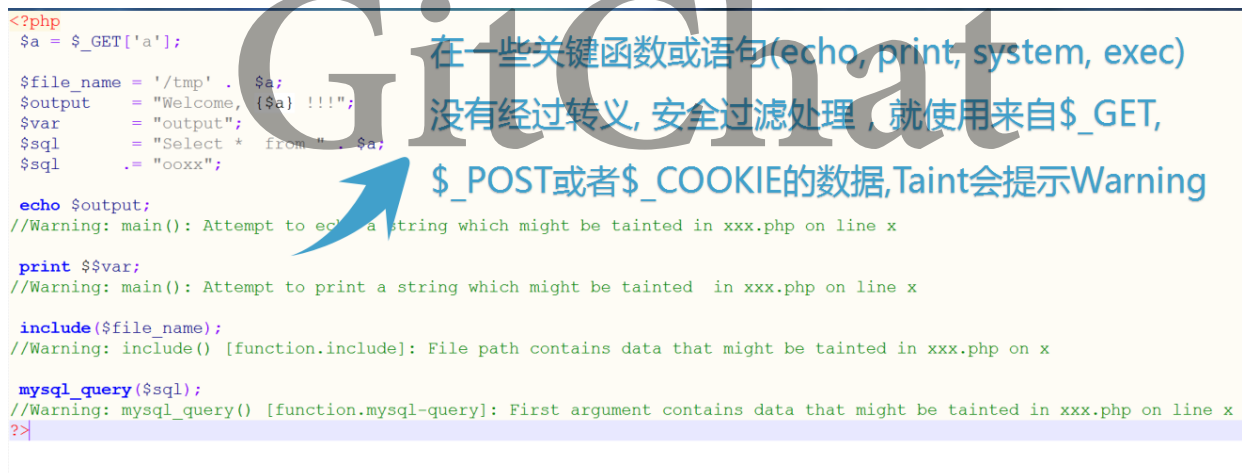 GitChat
<?php
$a = $_GET['a'];
在一些关键函数或语句(echo, print, system, exec)
没有经过转义, 安全过滤处理，就使用来自$_GET,
$_POST或者$_COOKIE的数据,Taint会提示Warning
$file_name = '/tmp' . $a;
$output = "Welcome, {$a} !!!";
$var = "output";
$sql = "Select * from " . $a;
$sql .= "ooxx";
echo $output;
//Warning: main(): Attempt to echo a string which might be tainted in xxx.php on line x
print $$var;
//Warning: main(): Attempt to print a string which might be tainted in xxx.php on line x
include($file_name);
//Warning: include() [function.include]: File path contains data that might be tainted in xxx.php on x
mysql_query($sql);
//Warning: mysql_query() [function.mysql-query]: First argument contains data that might be tainted in xxx.php on line x
?>